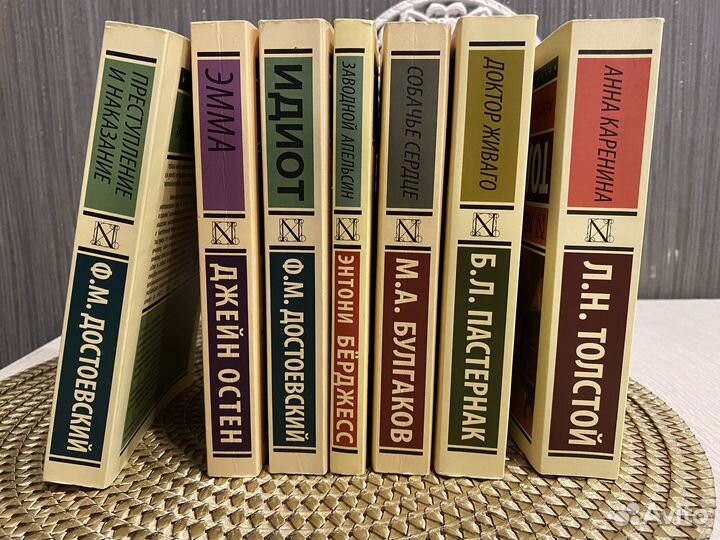 ПРЕСТУПЛЕНИЕ
И НАКАЗАНИЕ
Ф.М. ДОСТОЕВСКИЙ
ЭММА
ДЖЕЙН ОСТЕН
ИДИОТ
Ф.М. ДОСТОЕВСКИЙ
ЗАВОДНОЙ АПЕЛЬСИН
ЭНТОНИ БЁРДЖЕСС
СОБАЧЬЕ СЕРДЦЕ
М.А. БУЛГАКОВ
ДОКТОР ЖИВАГО
Б.Л. ПАСТЕРНАК
АННА КАРЕНИНА
Л.Н. ТОЛСТОЙ
Avito